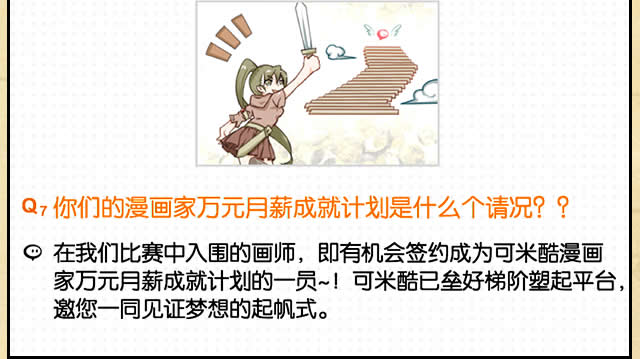 Q7 你们的漫画家万元月薪成就计划是什么个请况？？
在我们比赛中入围的画师，即有机会签约成为可米酷漫画
家万元月薪成就计划的一员~！可米酷已垒好梯阶塑起平台，
邀您一同见证梦想的起帆式。